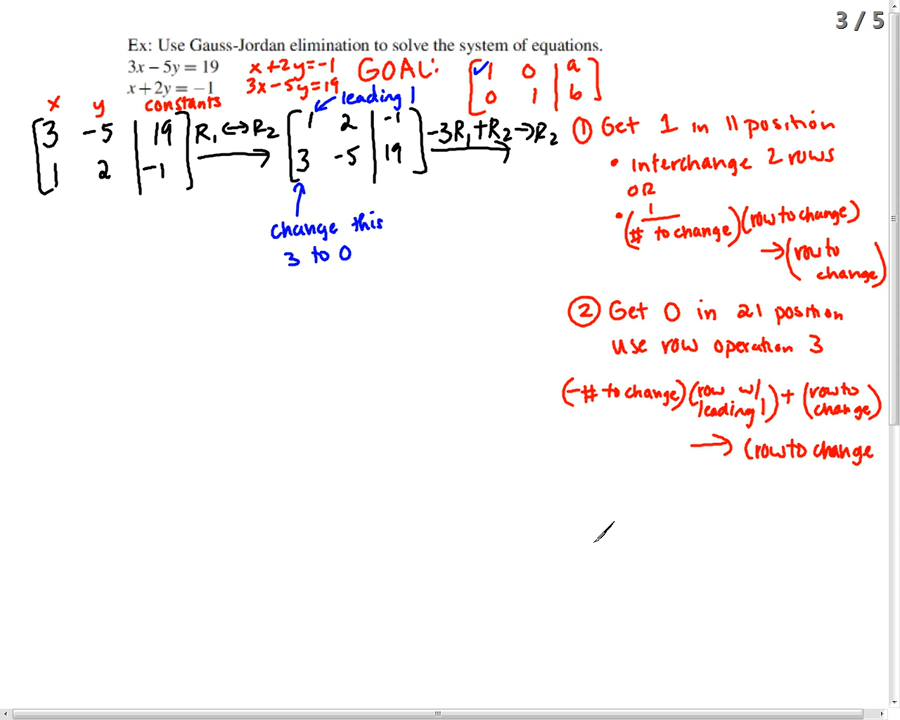 3 / 5
Ex: Use Gauss-Jordan elimination to solve the system of equations.
3x − 5y = 19
x + 2y = −1
x + 2y = -1
3x - 5y = 19
GOAL: [1 0 | a
0 1 | b]
x y constants
leading 1
[3 -5 | 19
1 2 | -1]
R₁ ↔ R₂
→
[1 2 | -1
3 -5 | 19]
-3R₁ + R₂ → R₂
change this
3 to 0
① Get 1 in 11 position
• interchange 2 rows
OR
• (1/# to change)(row to change)
→ (row to
change)
② Get 0 in 21 position
use row operation 3
(-# to change)(row w/ leading 1) + (row to change)
→ (row to change